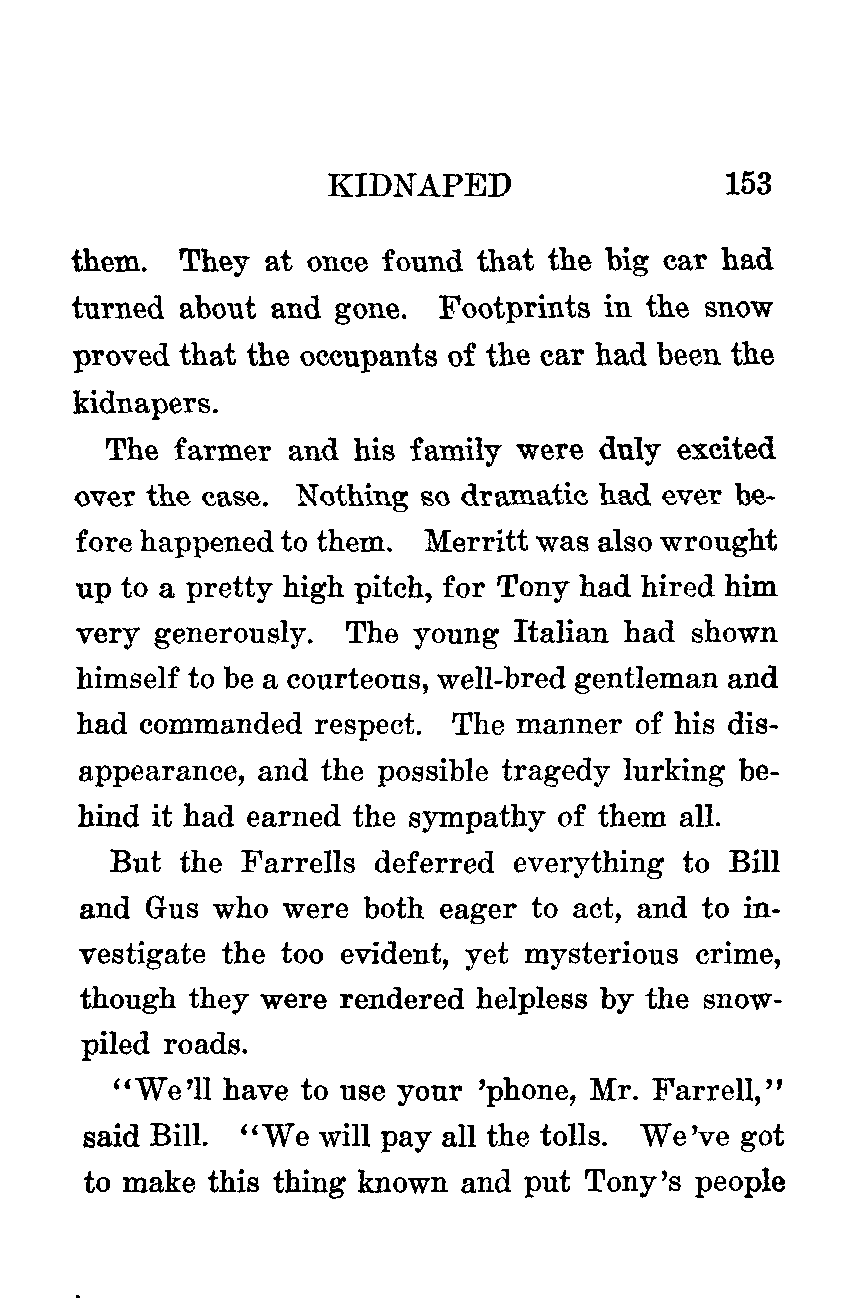 KIDNAPED 153
them. They at once found that the big car had
turned about and gone. Footprints in the snow
proved that the occupants of the car had been the
kidnapers.
The farmer and his family were duly excited
over the case. Nothing so dramatic had ever be-
fore happened to them. Merritt was also wrought
up to a pretty high pitch, for Tony had hired him
very generously. The young Italian had shown
himself to be a courteous, well-bred gentleman and
had commanded respect. The manner of his dis-
appearance, and the possible tragedy lurking be-
hind it had earned the sympathy of them all.
But the Farrells deferred everything to Bill
and Gus who were both eager to act, and to in-
vestigate the too evident, yet mysterious crime,
though they were rendered helpless by the snow-
piled roads.
“We’ll have to use your ’phone, Mr. Farrell,”
said Bill. “We will pay all the tolls. We’ve got
to make this thing known and put Tony’s people